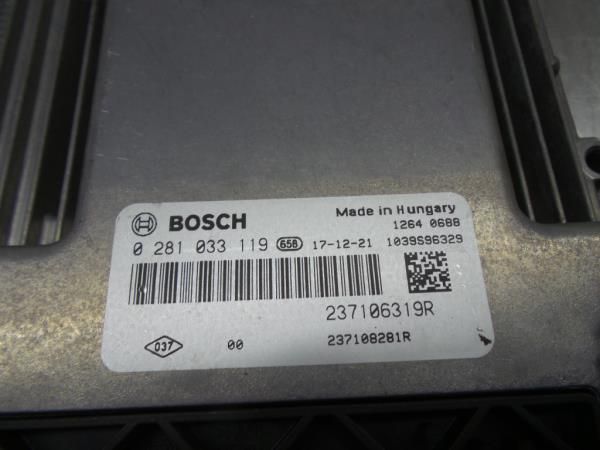 BOSCH Made in Hungary
1264 0688
0 281 033 119 658 17-12-21 1039S96329
237106319R
037 00 237108281R